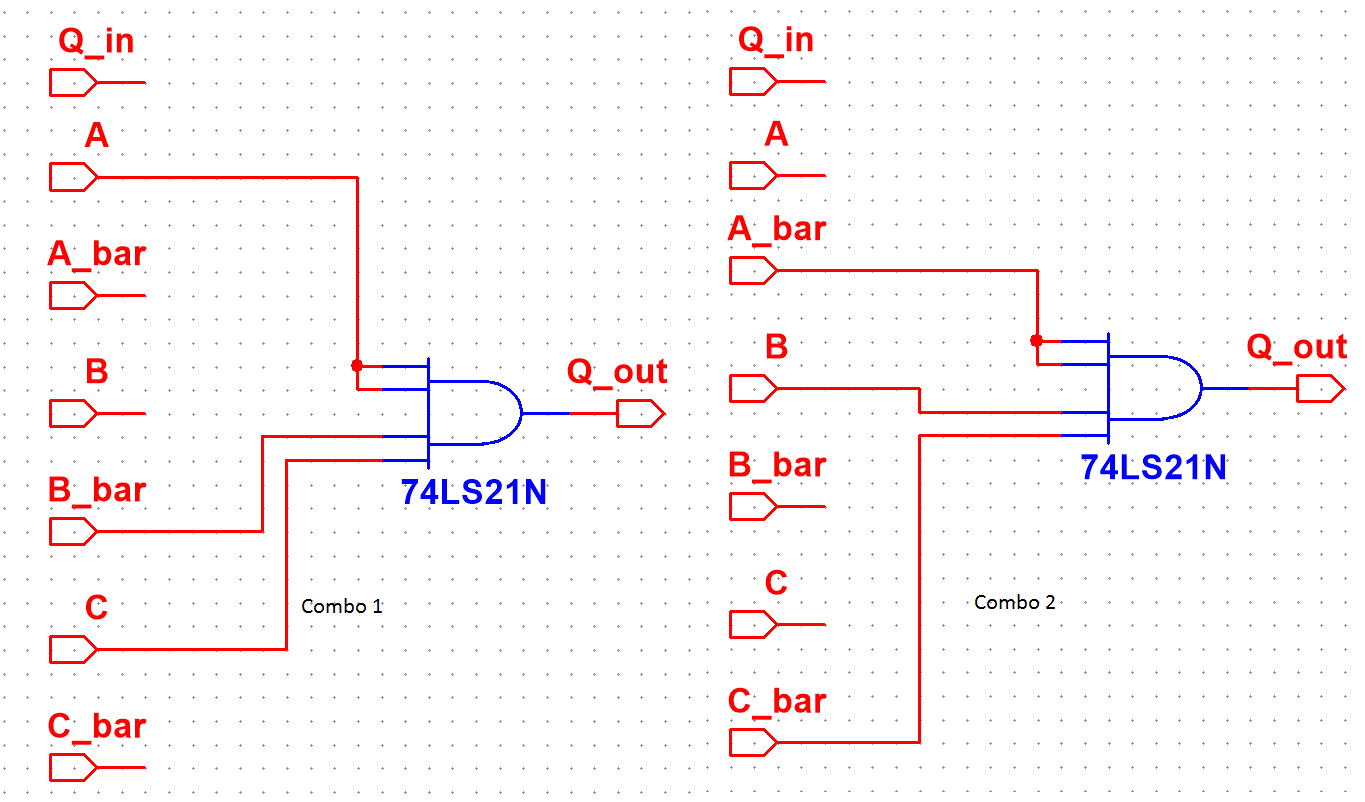 Q_in
A
A_bar
B
Q_out
B_bar
74LS21N
C
Combo 1
C_bar
Q_in
A
A_bar
B
Q_out
B_bar
74LS21N
C
Combo 2
C_bar